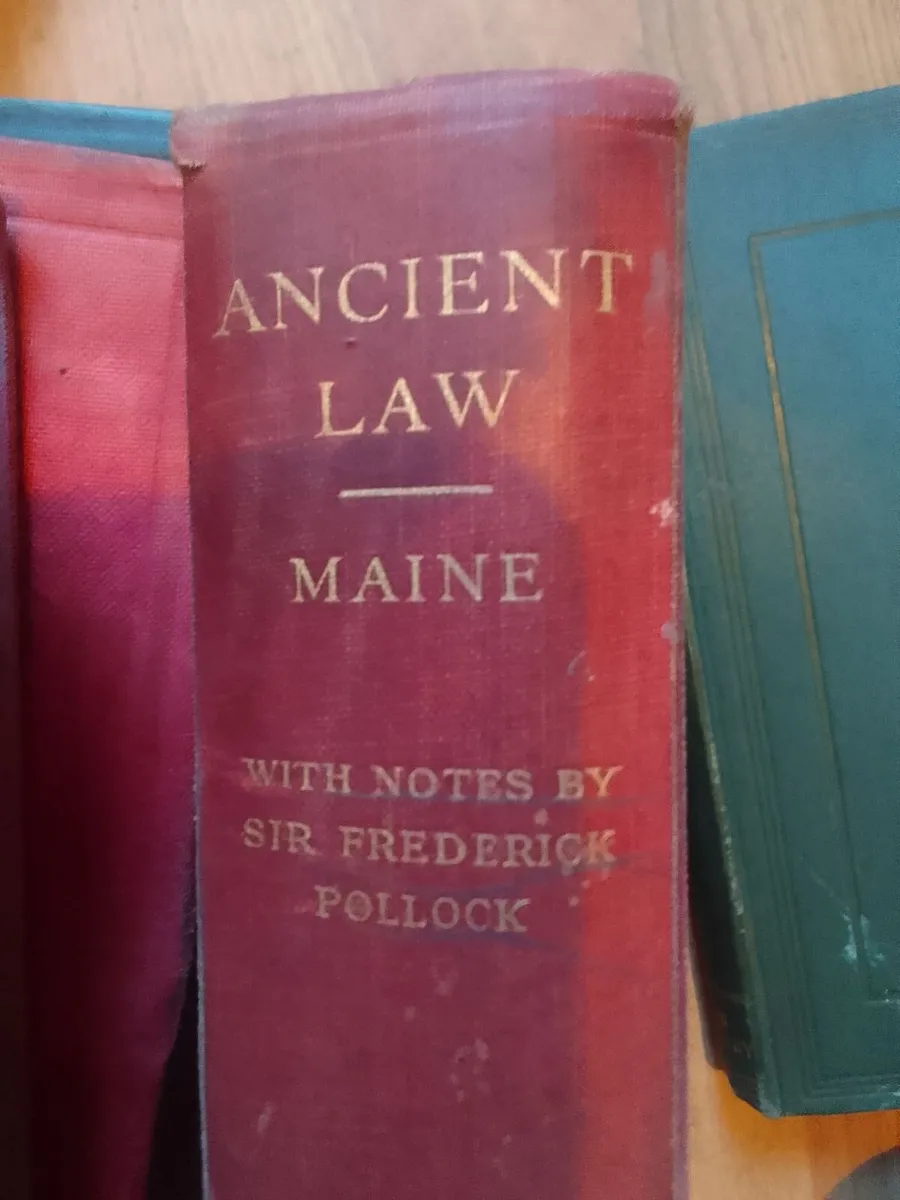 ANCIENT
LAW
MAINE
WITH NOTES BY
SIR FREDERICK
POLLOCK